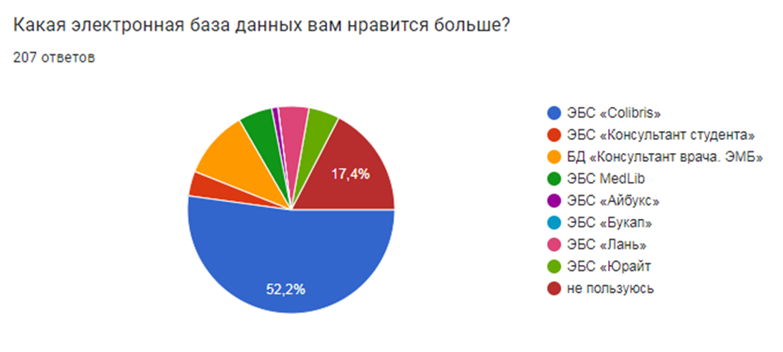 Какая электронная база данных вам нравится больше?
207 ответов
17,4%
52,2%
ЭБС «Colibris»
ЭБС «Консультант студента»
БД «Консультант врача. ЭМБ»
ЭБС MedLib
ЭБС «Айбукс»
ЭБС «Букап»
ЭБС «Лань»
ЭБС «Юрайт
не пользуюсь